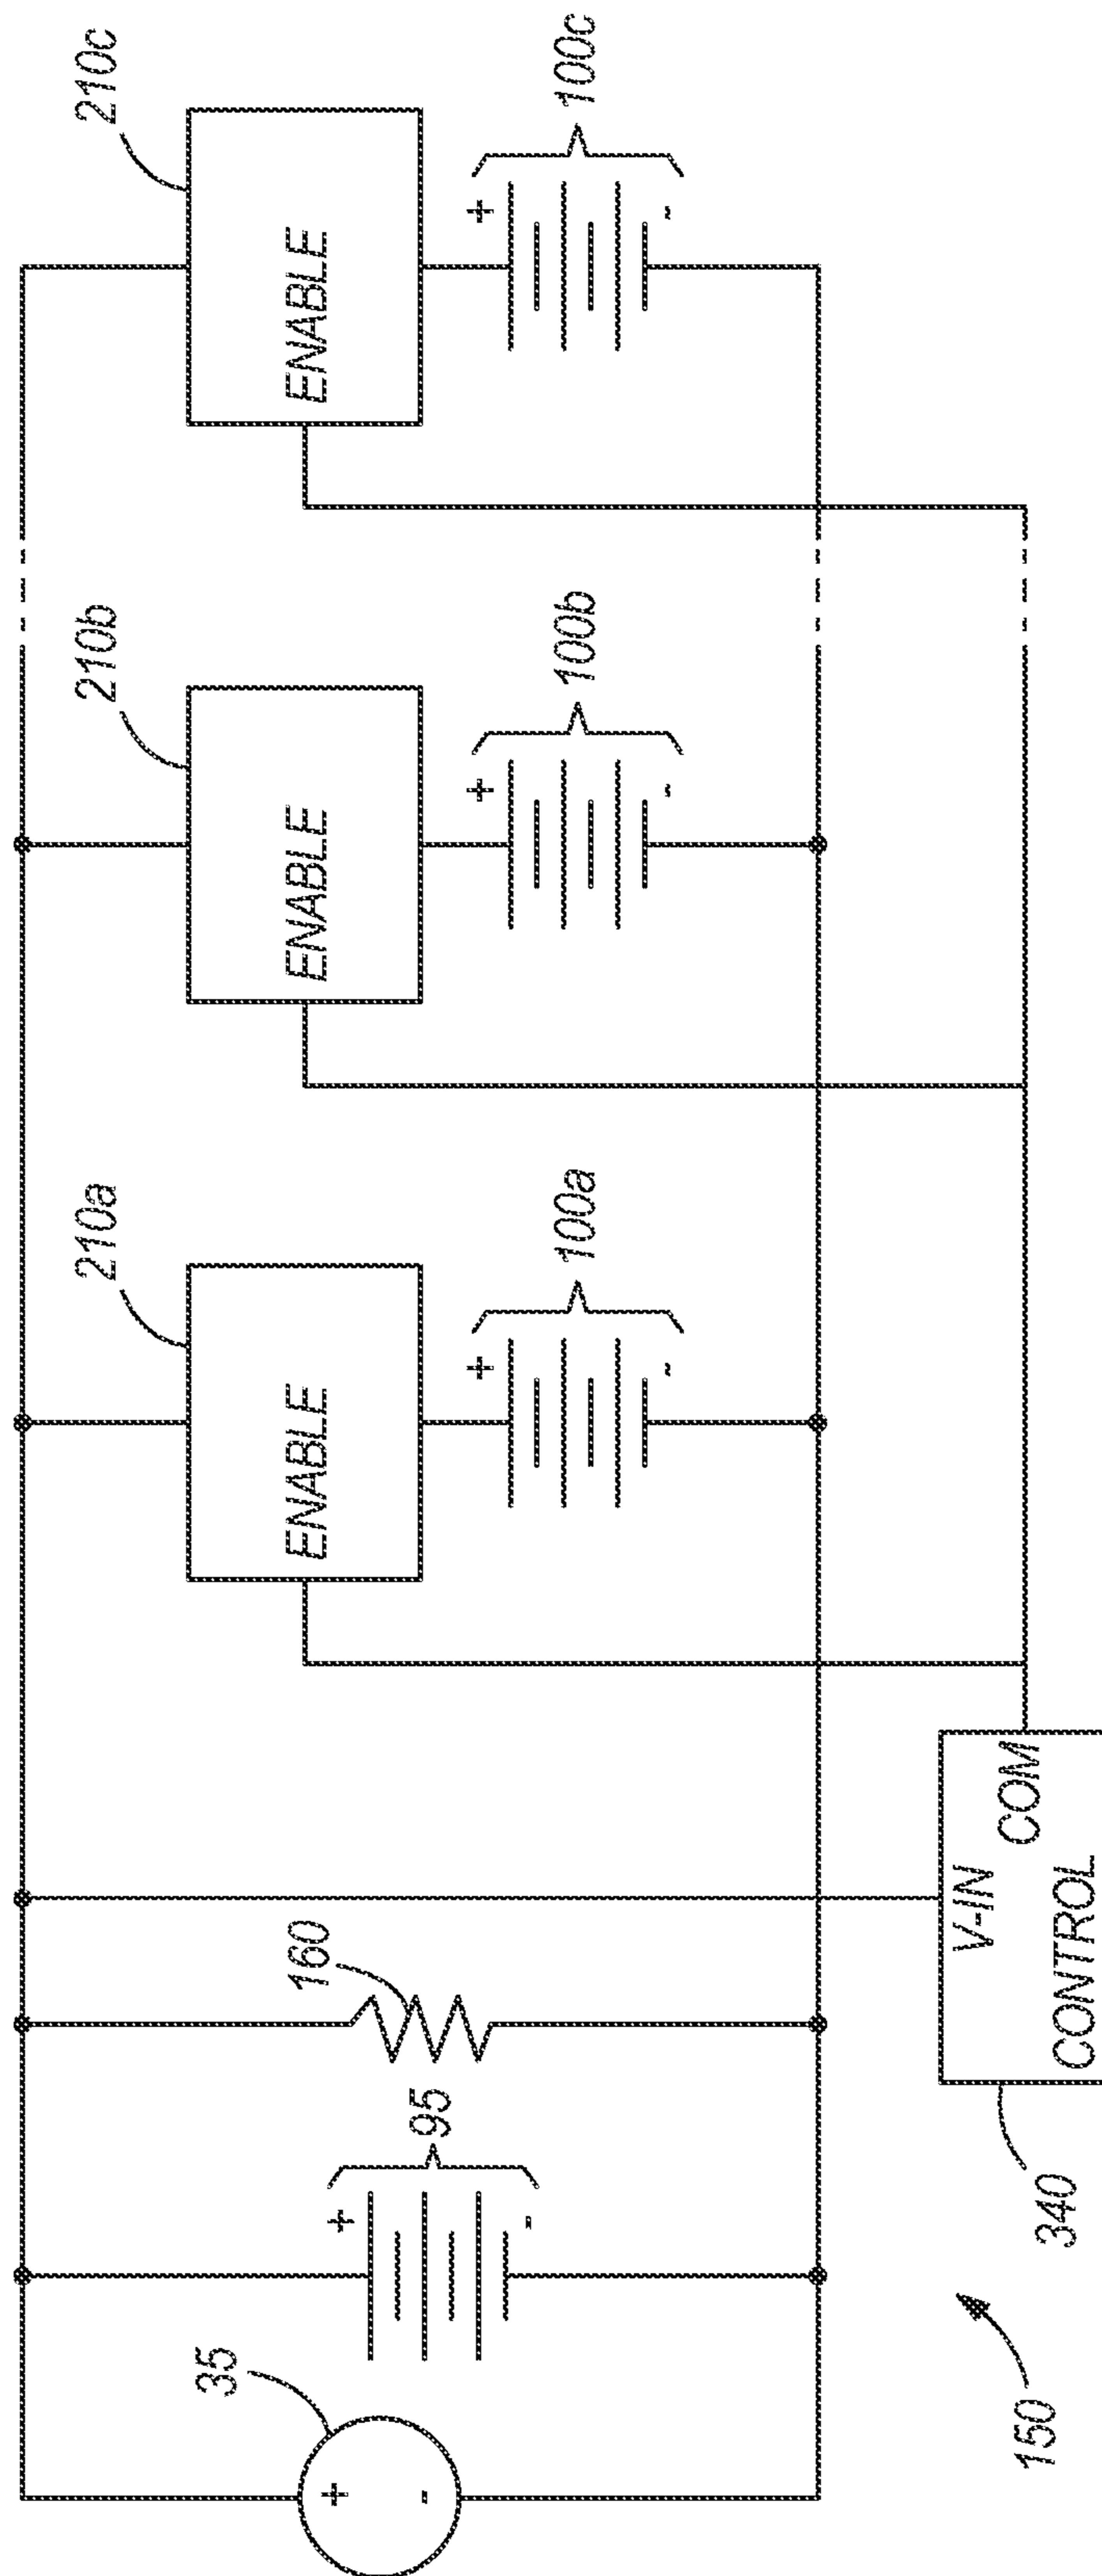 35
+
-
+
-
95
160
210a
ENABLE
+
-
100a
210b
ENABLE
+
-
100b
210c
ENABLE
+
-
100c
V-IN
COM
CONTROL
340
150